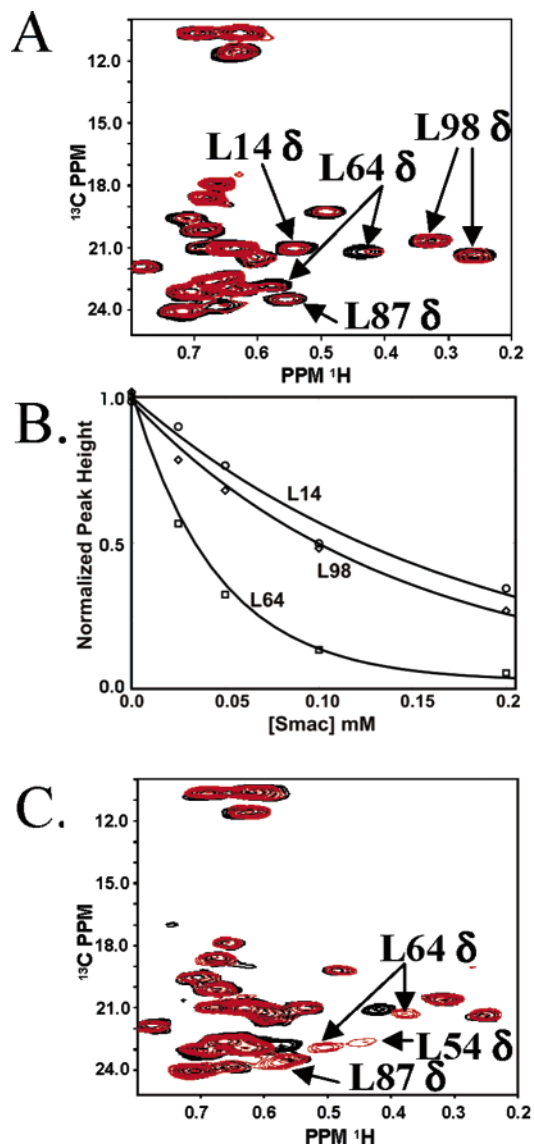 A
12.0
15.0
18.0
21.0
24.0
13C PPM
L14 δ
L64 δ
L98 δ
L87 δ
0.7 0.6 0.5 0.4 0.3 0.2
PPM 1H
B.
Normalized Peak Height
1.0
0.5
0.0
L14
L98
L64
0.0 0.05 0.1 0.15 0.2
[Smac] mM
C.
12.0
15.0
18.0
21.0
24.0
13C PPM
L64 δ
L54 δ
L87 δ
0.7 0.6 0.5 0.4 0.3 0.2
PPM 1H